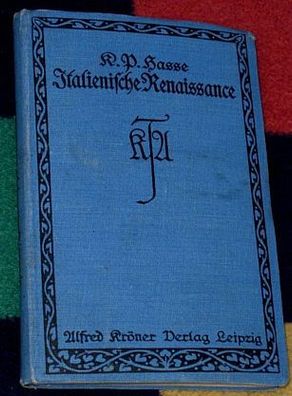 K. P. Hasse
Italienische Renaissance
KTA
Alfred Kröner Verlag Leipzig